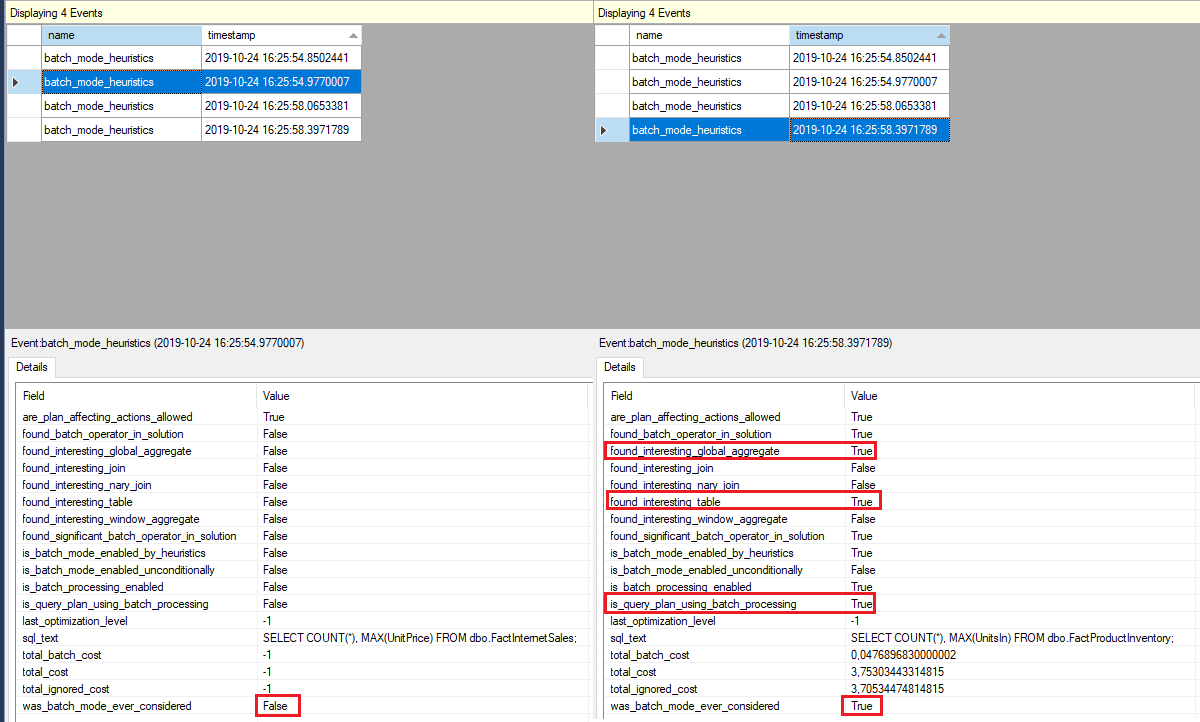 Displaying 4 Events
name timestamp
batch_mode_heuristics 2019-10-24 16:25:54.8502441
batch_mode_heuristics 2019-10-24 16:25:54.9770007
batch_mode_heuristics 2019-10-24 16:25:58.0653381
batch_mode_heuristics 2019-10-24 16:25:58.3971789
Event:batch_mode_heuristics (2019-10-24 16:25:54.9770007)
Details
Field Value
are_plan_affecting_actions_allowed True
found_batch_operator_in_solution False
found_interesting_global_aggregate False
found_interesting_join False
found_interesting_nary_join False
found_interesting_table False
found_interesting_window_aggregate False
found_significant_batch_operator_in_solution False
is_batch_mode_enabled_by_heuristics False
is_batch_mode_enabled_unconditionally False
is_batch_processing_enabled False
is_query_plan_using_batch_processing False
last_optimization_level -1
sql_text SELECT COUNT(*), MAX(UnitPrice) FROM dbo.FactInternetSales;
total_batch_cost -1
total_cost -1
total_ignored_cost -1
was_batch_mode_ever_considered False
Displaying 4 Events
name timestamp
batch_mode_heuristics 2019-10-24 16:25:54.8502441
batch_mode_heuristics 2019-10-24 16:25:54.9770007
batch_mode_heuristics 2019-10-24 16:25:58.0653381
batch_mode_heuristics 2019-10-24 16:25:58.3971789
Event:batch_mode_heuristics (2019-10-24 16:25:58.3971789)
Details
Field Value
are_plan_affecting_actions_allowed True
found_batch_operator_in_solution True
found_interesting_global_aggregate True
found_interesting_join False
found_interesting_nary_join False
found_interesting_table True
found_interesting_window_aggregate False
found_significant_batch_operator_in_solution True
is_batch_mode_enabled_by_heuristics True
is_batch_mode_enabled_unconditionally False
is_batch_processing_enabled True
is_query_plan_using_batch_processing True
last_optimization_level -1
sql_text SELECT COUNT(*), MAX(UnitsIn) FROM dbo.FactProductInventory;
total_batch_cost 0,0476896830000002
total_cost 3,75303443314815
total_ignored_cost 3,70534474814815
was_batch_mode_ever_considered True